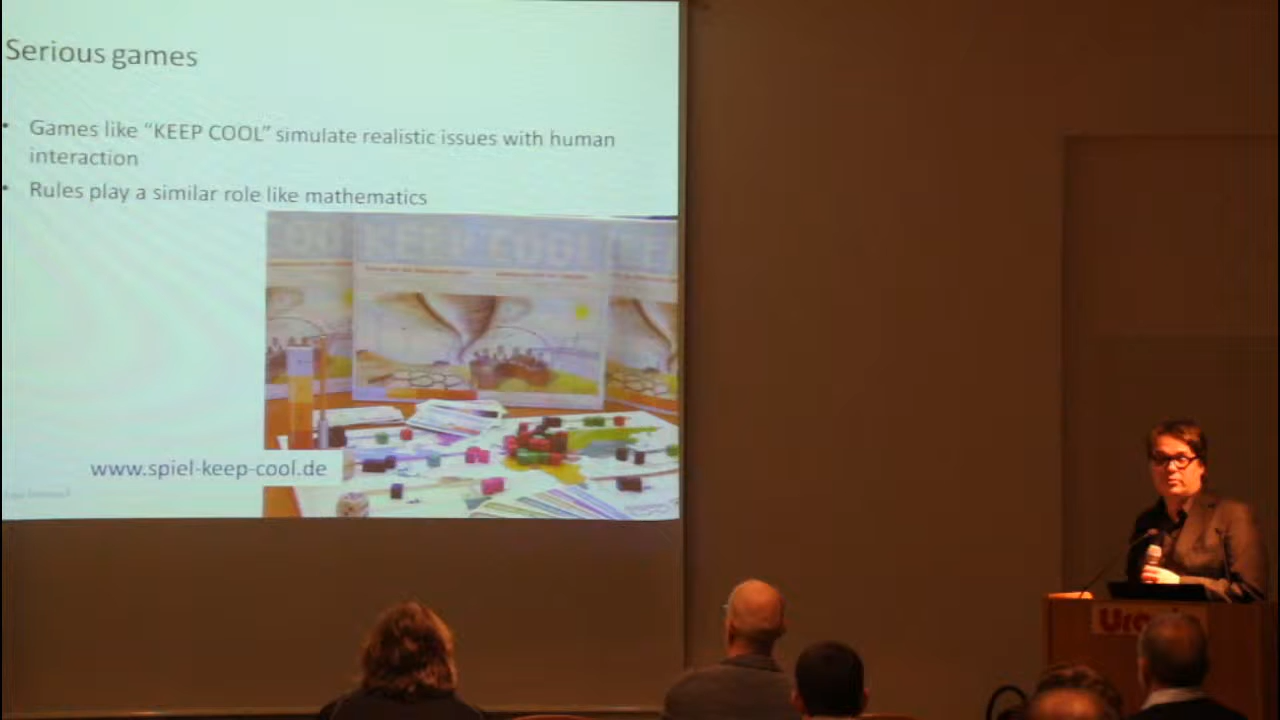 Serious games
• Games like “KEEP COOL” simulate realistic issues with human
interaction
• Rules play a similar role like mathematics
KEEP COOL
www.spiel-keep-cool.de